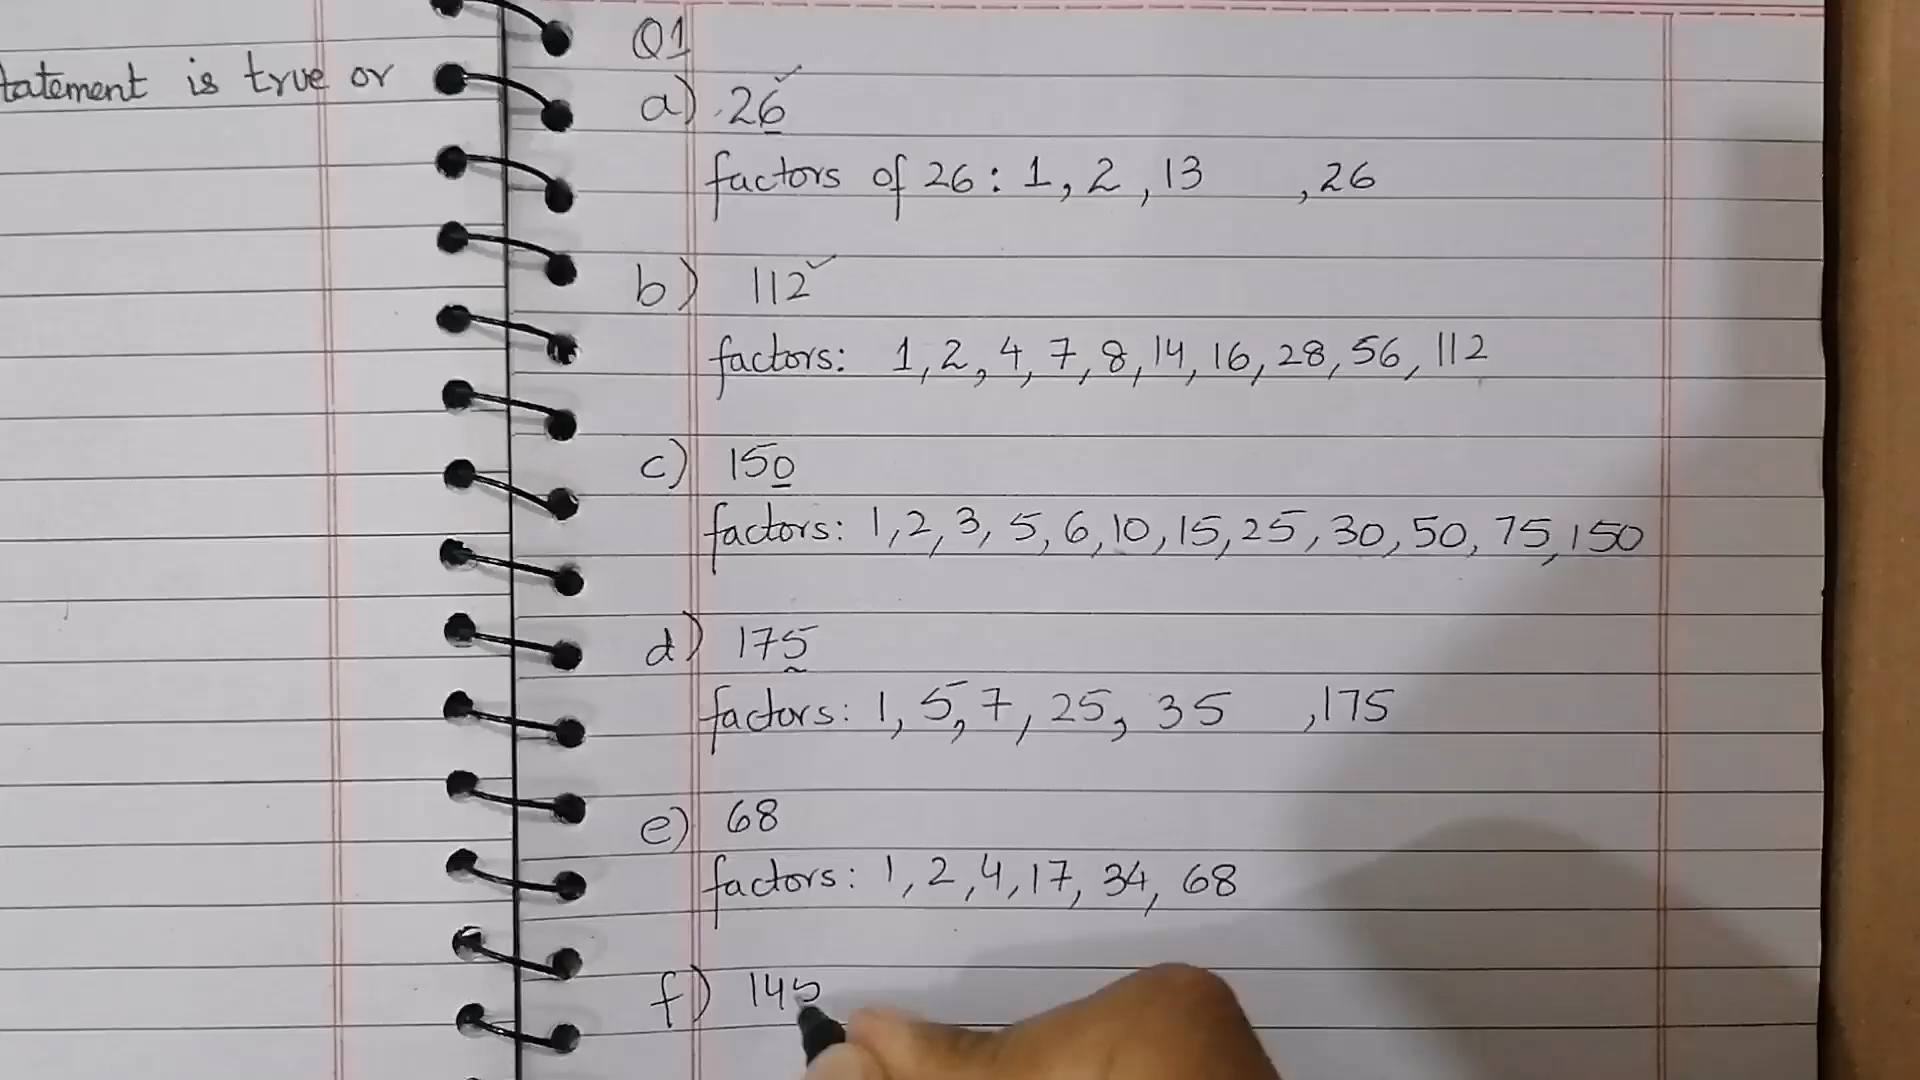 tatement is true or
Q1
a) 26
factors of 26: 1, 2, 13 , 26
b) 112
factors: 1, 2, 4, 7, 8, 14, 16, 28, 56, 112
c) 150
factors: 1, 2, 3, 5, 6, 10, 15, 25, 30, 50, 75, 150
d) 175
factors: 1, 5, 7, 25, 35 , 175
e) 68
factors: 1, 2, 4, 17, 34, 68
f) 145